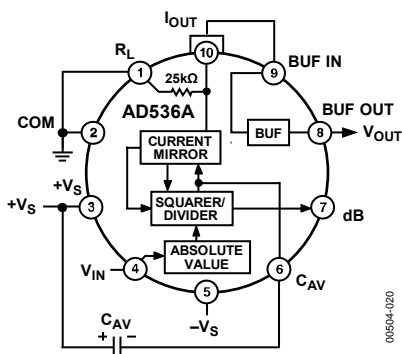 IOUT
RL
10
BUF IN
1
9
25kΩ
AD536A
BUF OUT
COM
2
CURRENT
MIRROR
BUF
8
VOUT
+VS
+VS
3
SQUARER/
DIVIDER
7
dB
VIN
4
ABSOLUTE
VALUE
6
CAV
5
–VS
CAV
+ –
00504-020